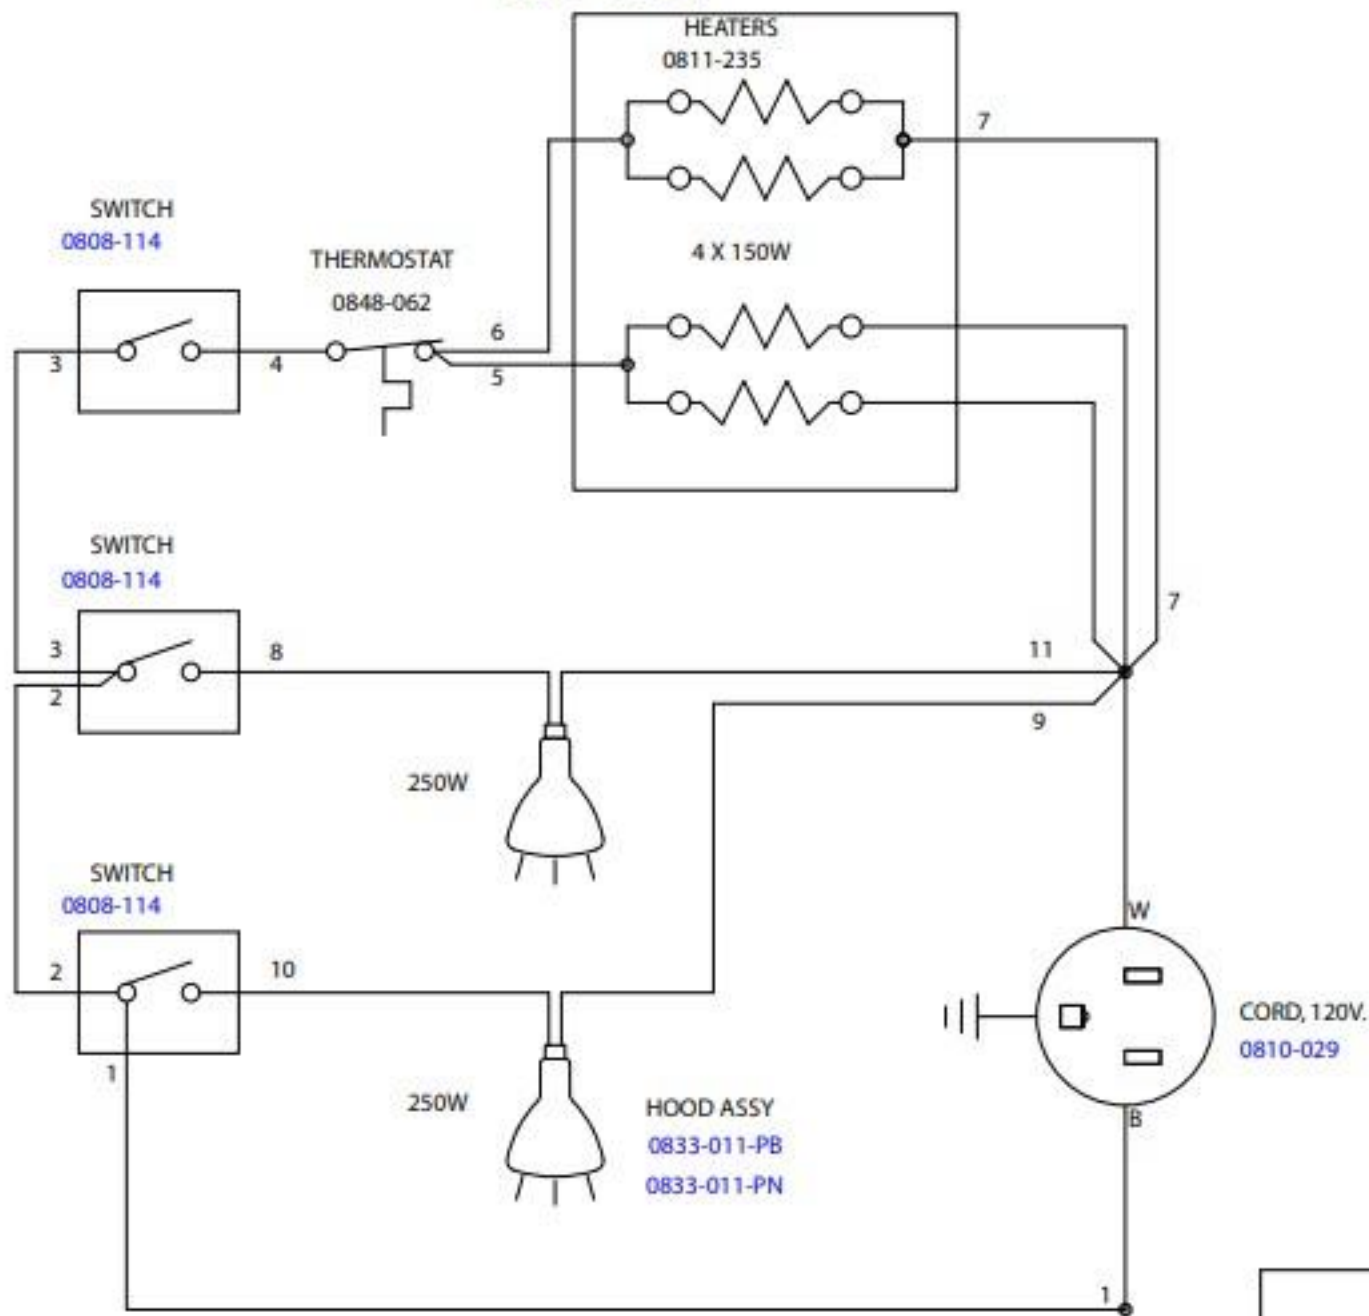 HEATERS
0811-235
7
SWITCH
0808-114
4 X 150W
THERMOSTAT
0848-062
6
3
4
5
SWITCH
0808-114
7
3
8
11
2
9
250W
SWITCH
0808-114
W
2
10
CORD, 120V.
0810-029
1
250W
HOOD ASSY
B
0833-011-PB
0833-011-PN
1